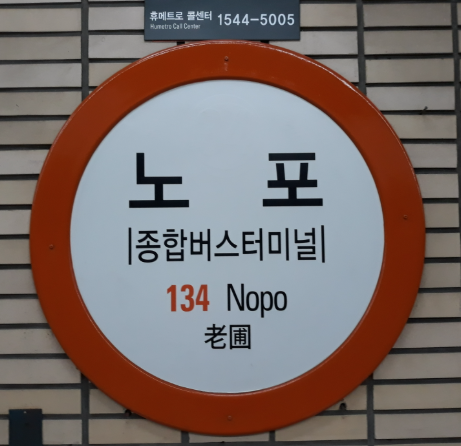 휴메트로 콜센터 1544-5005
Humetro Call Center
노 포
|종합버스터미널|
134 Nopo
老圃